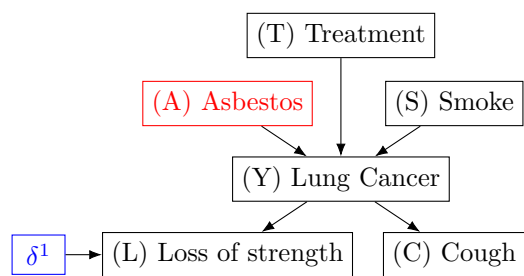 (T) Treatment
(A) Asbestos
(S) Smoke
(Y) Lung Cancer
δ¹
(L) Loss of strength
(C) Cough